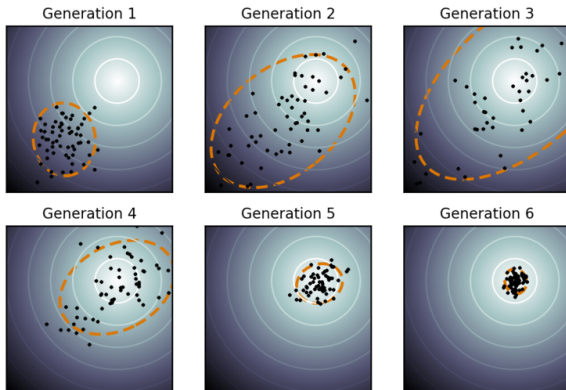 Generation 1
Generation 2
Generation 3
Generation 4
Generation 5
Generation 6